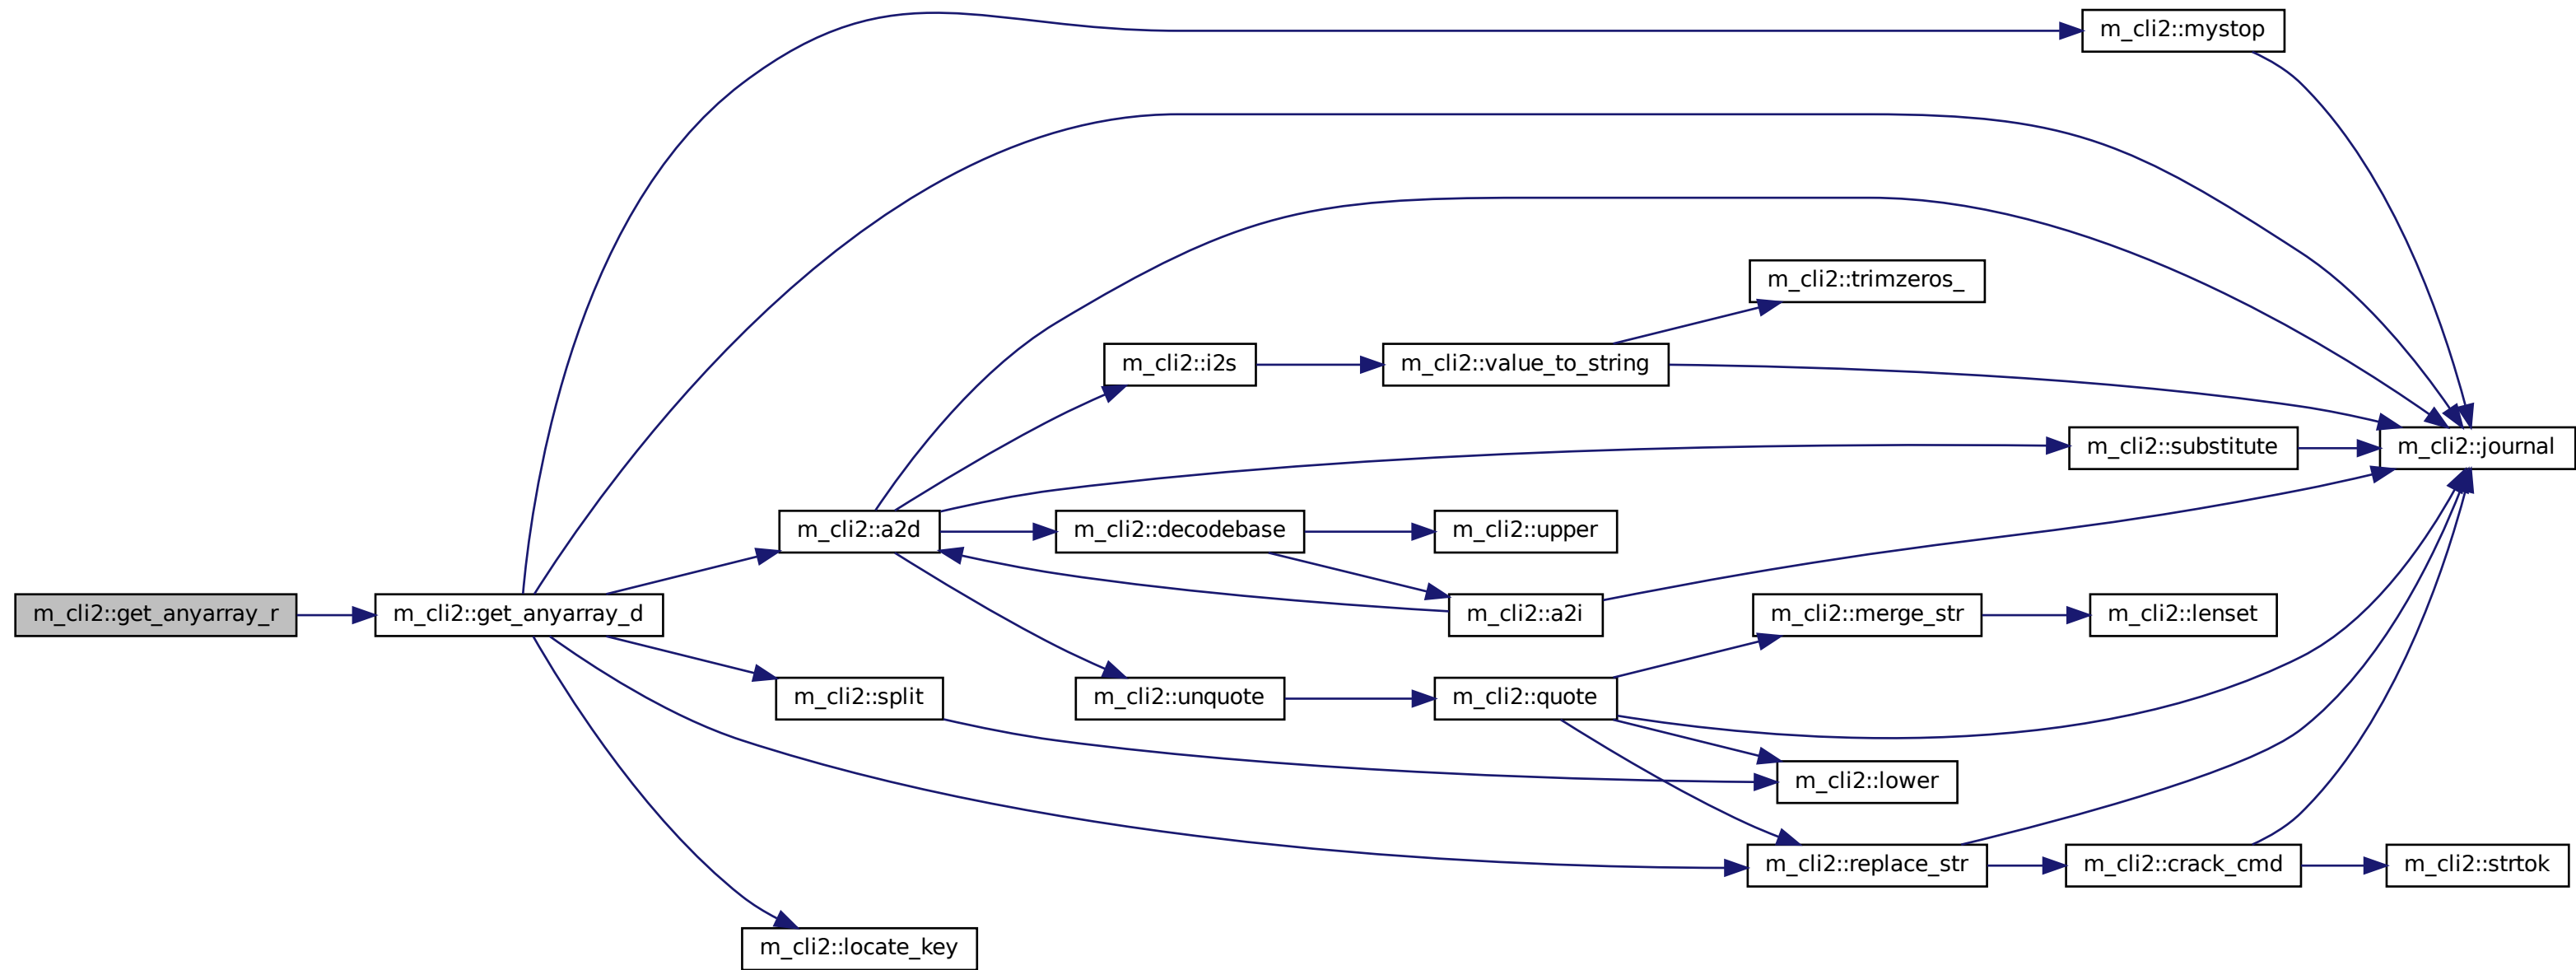 m_cli2::mystop
m_cli2::trimzeros_
m_cli2::i2s
m_cli2::value_to_string
m_cli2::substitute
m_cli2::journal
m_cli2::a2d
m_cli2::decodebase
m_cli2::upper
m_cli2::get_anyarray_r
m_cli2::get_anyarray_d
m_cli2::a2i
m_cli2::merge_str
m_cli2::lenset
m_cli2::split
m_cli2::unquote
m_cli2::quote
m_cli2::lower
m_cli2::replace_str
m_cli2::crack_cmd
m_cli2::strtok
m_cli2::locate_key